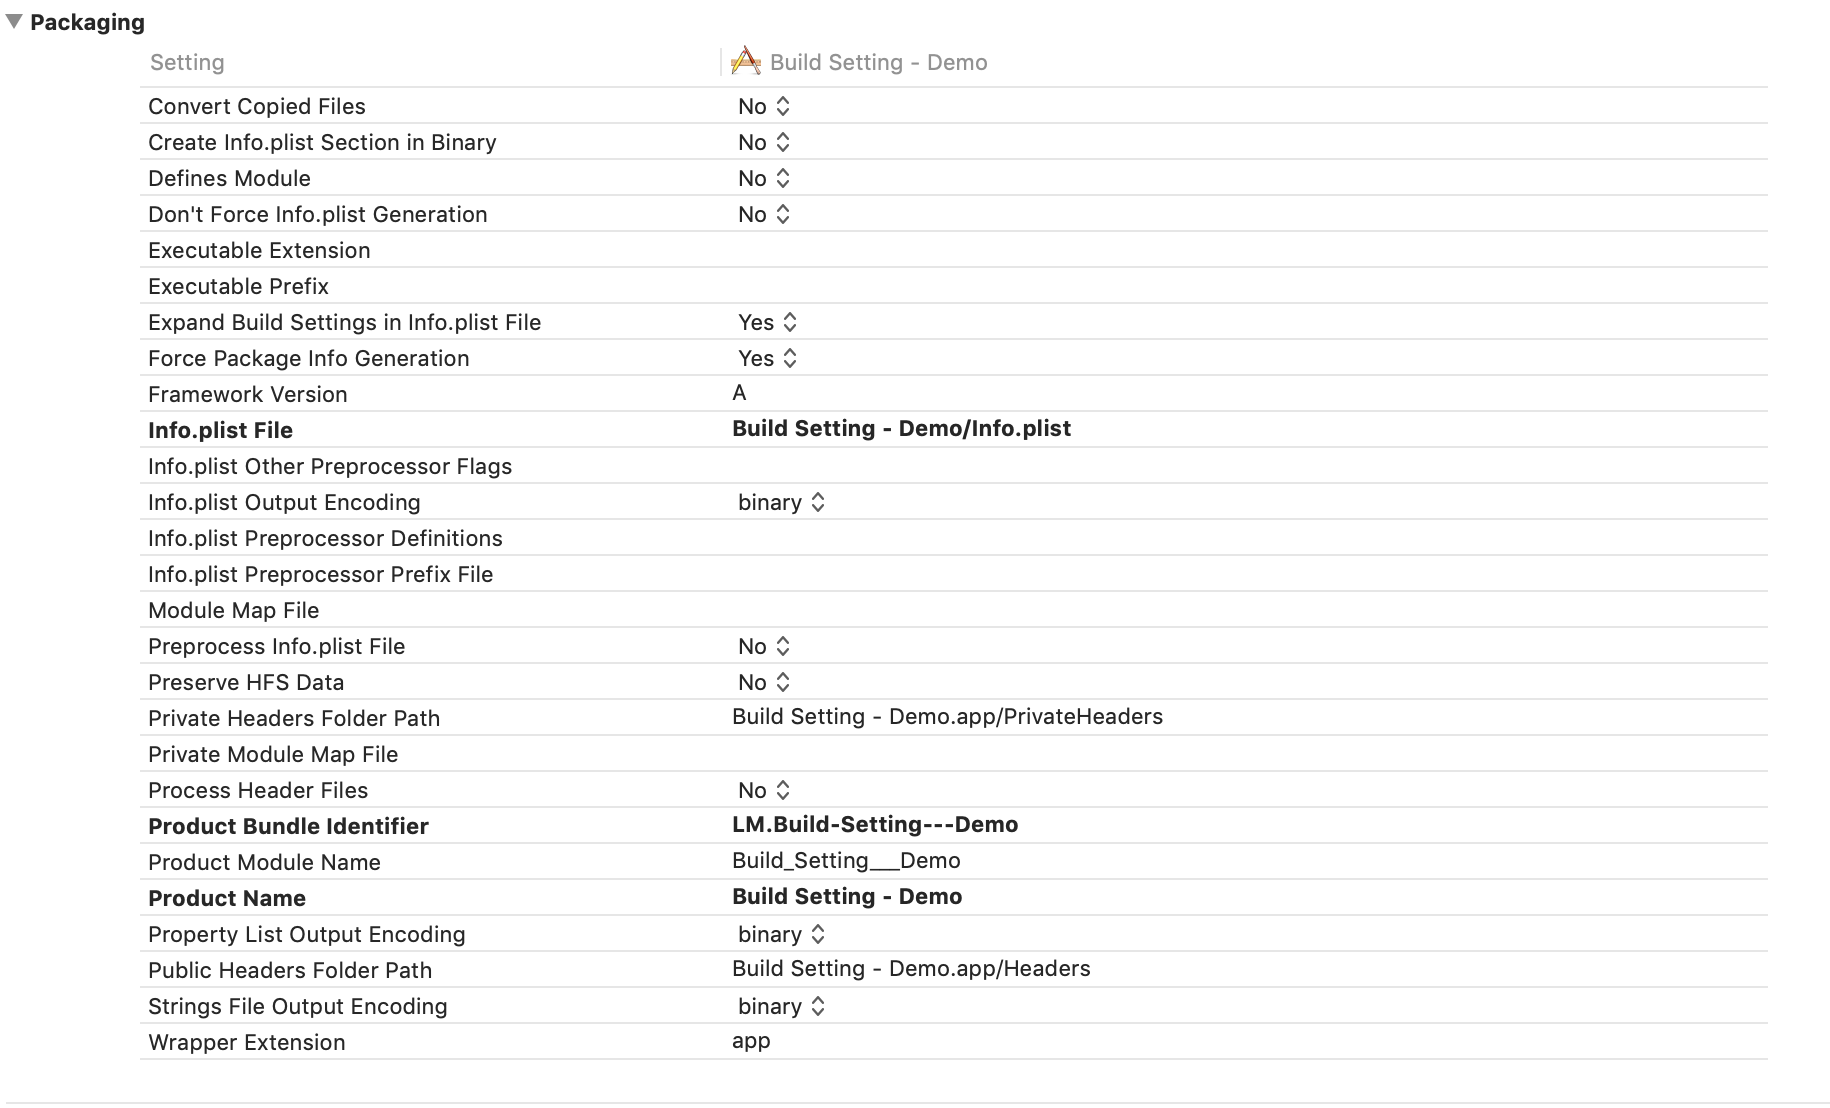 Packaging
Setting Build Setting - Demo
Convert Copied Files No
Create Info.plist Section in Binary No
Defines Module No
Don't Force Info.plist Generation No
Executable Extension
Executable Prefix
Expand Build Settings in Info.plist File Yes
Force Package Info Generation Yes
Framework Version A
Info.plist File Build Setting - Demo/Info.plist
Info.plist Other Preprocessor Flags
Info.plist Output Encoding binary
Info.plist Preprocessor Definitions
Info.plist Preprocessor Prefix File
Module Map File
Preprocess Info.plist File No
Preserve HFS Data No
Private Headers Folder Path Build Setting - Demo.app/PrivateHeaders
Private Module Map File
Process Header Files No
Product Bundle Identifier LM.Build-Setting---Demo
Product Module Name Build_Setting___Demo
Product Name Build Setting - Demo
Property List Output Encoding binary
Public Headers Folder Path Build Setting - Demo.app/Headers
Strings File Output Encoding binary
Wrapper Extension app